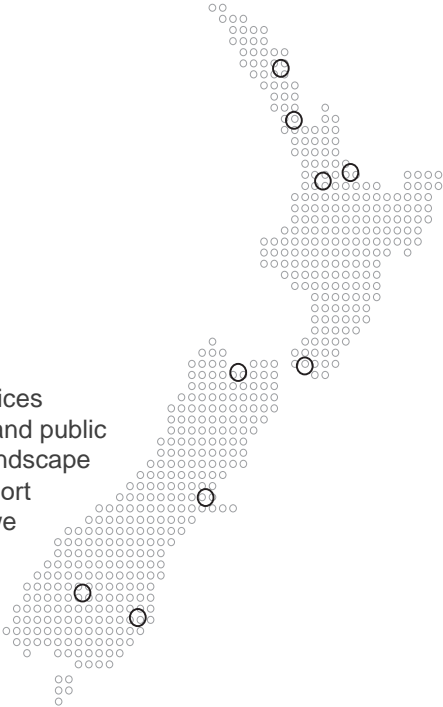 ices
and public
ndscape
ort
ve